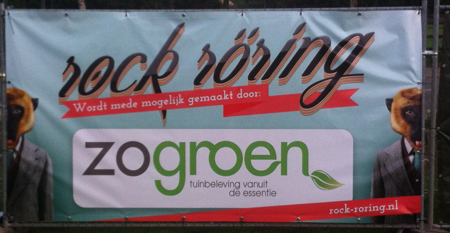 rock röring
Wordt mede mogelijk gemaakt door:
zogroen
tuinbeleving vanuit
de essentie
rock-roring.nl